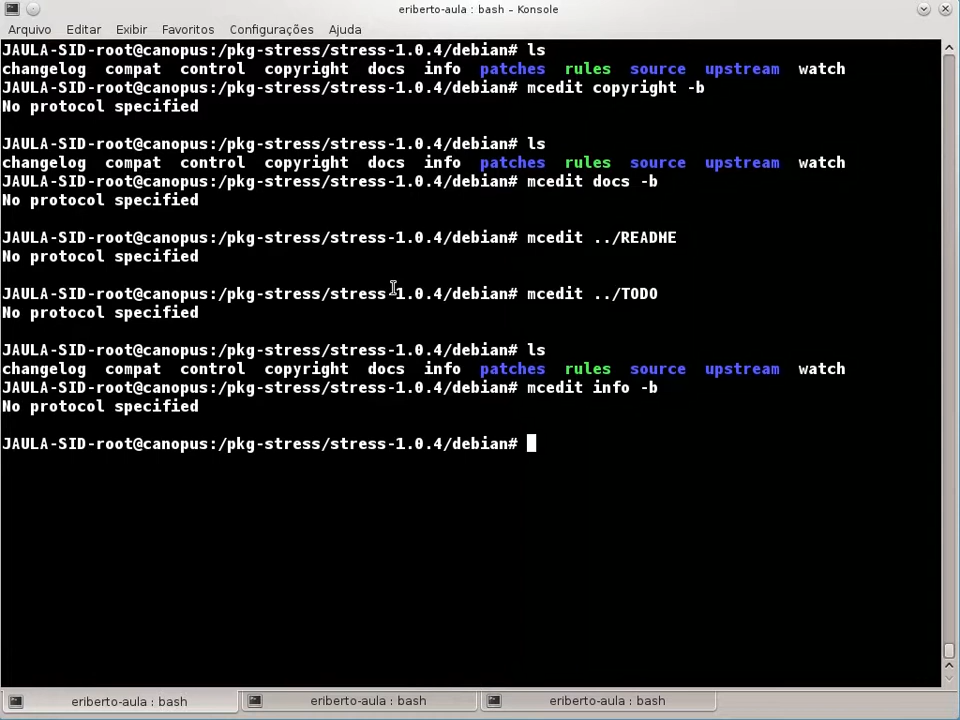 eriberto-aula : bash – Konsole
Arquivo Editar Exibir Favoritos Configurações Ajuda
JAULA-SID-root@canopus:/pkg-stress/stress-1.0.4/debian# ls
changelog compat control copyright docs info patches rules source upstream watch
JAULA-SID-root@canopus:/pkg-stress/stress-1.0.4/debian# mcedit copyright -b
No protocol specified
JAULA-SID-root@canopus:/pkg-stress/stress-1.0.4/debian# ls
changelog compat control copyright docs info patches rules source upstream watch
JAULA-SID-root@canopus:/pkg-stress/stress-1.0.4/debian# mcedit docs -b
No protocol specified
JAULA-SID-root@canopus:/pkg-stress/stress-1.0.4/debian# mcedit ../README
No protocol specified
JAULA-SID-root@canopus:/pkg-stress/stress-1.0.4/debian# mcedit ../TODO
No protocol specified
JAULA-SID-root@canopus:/pkg-stress/stress-1.0.4/debian# ls
changelog compat control copyright docs info patches rules source upstream watch
JAULA-SID-root@canopus:/pkg-stress/stress-1.0.4/debian# mcedit info -b
No protocol specified
JAULA-SID-root@canopus:/pkg-stress/stress-1.0.4/debian#
eriberto-aula : bash eriberto-aula : bash eriberto-aula : bash